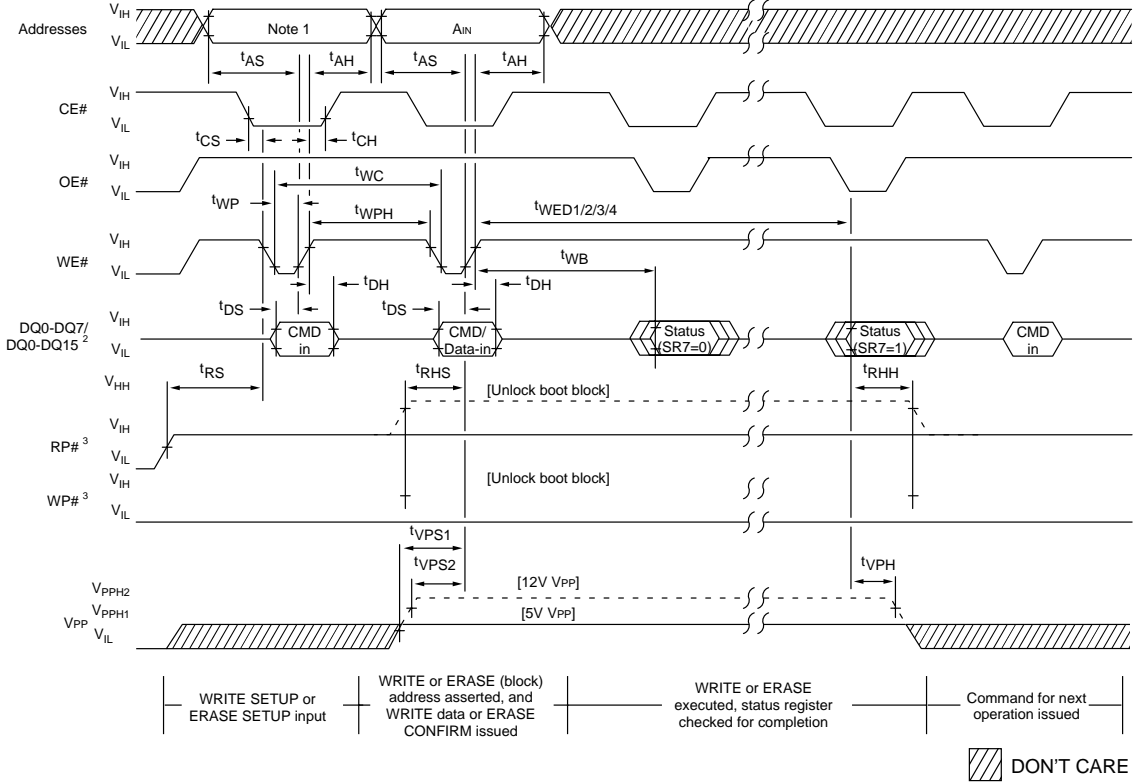 Addresses
VIH
VIL
Note 1
AIN
tAS
tAH
tAS
tAH
CE#
VIH
VIL
tCS
tCH
OE#
VIH
VIL
tWC
tWP
tWPH
tWED1/2/3/4
WE#
VIH
VIL
tWB
tDH
tDH
tDS
tDS
DQ0-DQ7/
DQ0-DQ15 2
VIH
VIL
CMD
in
CMD/
Data-in
Status
(SR7=0)
Status
(SR7=1)
CMD
in
tRS
tRHS
tRHH
VHH
[Unlock boot block]
VIH
RP# 3
VIL
VIH
[Unlock boot block]
WP# 3
VIL
tVPS1
tVPS2
tVPH
VPPH2
[12V VPP]
VPPH1
[5V VPP]
VPP
VIL
WRITE SETUP or
ERASE SETUP input
WRITE or ERASE (block)
address asserted, and
WRITE data or ERASE
CONFIRM issued
WRITE or ERASE
executed, status register
checked for completion
Command for next
operation issued
DON'T CARE